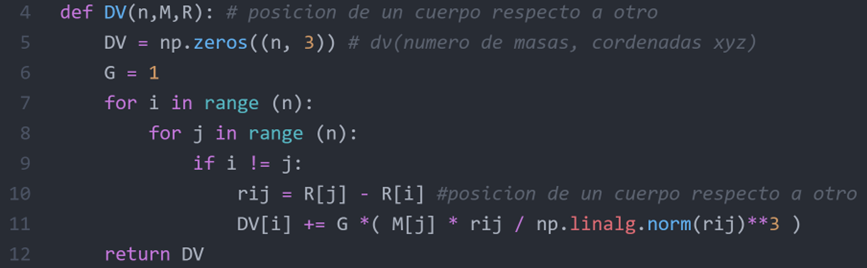 4 def DV(n,M,R): # posicion de un cuerpo respecto a otro
5 DV = np.zeros((n, 3)) # dv(numero de masas, cordenadas xyz)
6 G = 1
7 for i in range (n):
8 for j in range (n):
9 if i != j:
10 rij = R[j] - R[i] #posicion de un cuerpo respecto a otro
11 DV[i] += G *( M[j] * rij / np.linalg.norm(rij)**3 )
12 return DV